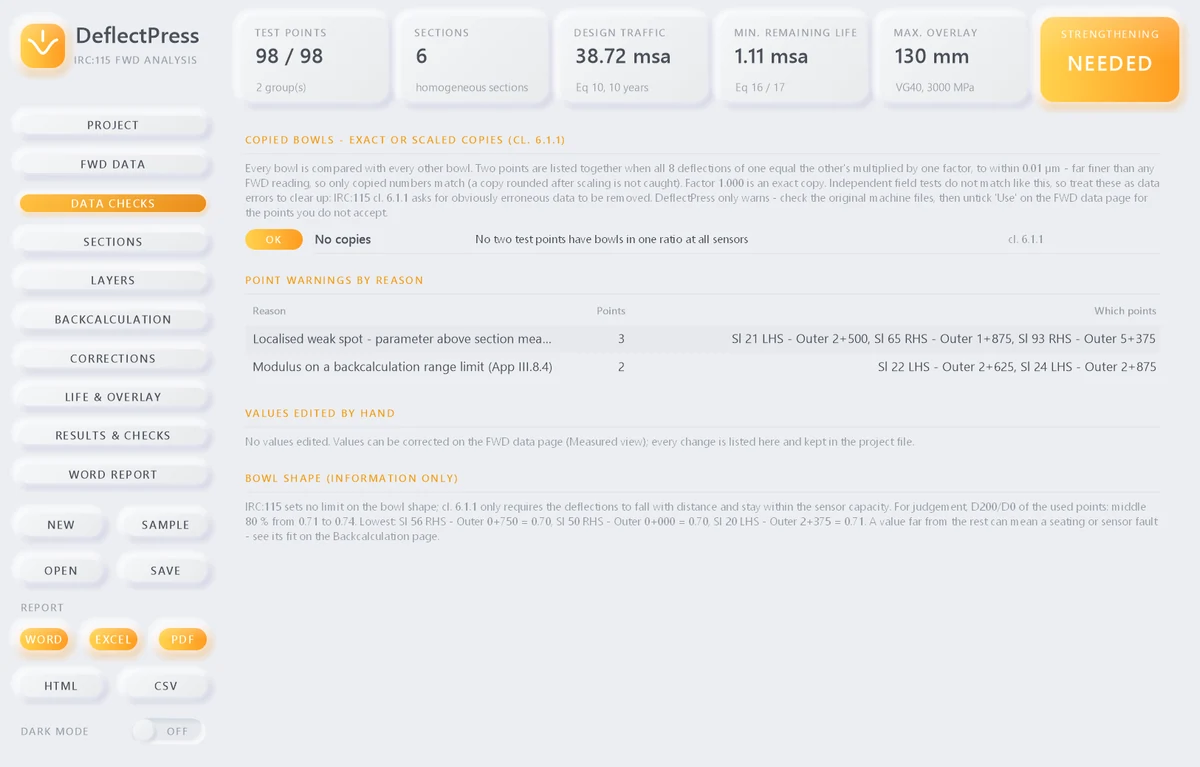 DeflectPress
IRC:115 FWD ANALYSIS
TEST POINTS
98 / 98
2 group(s)
SECTIONS
6
homogeneous sections
DESIGN TRAFFIC
38.72 msa
Eq 10, 10 years
MIN. REMAINING LIFE
1.11 msa
Eq 16 / 17
MAX. OVERLAY
130 mm
VG40, 3000 MPa
STRENGTHENING
NEEDED
PROJECT
FWD DATA
DATA CHECKS
SECTIONS
LAYERS
BACKCALCULATION
CORRECTIONS
LIFE & OVERLAY
RESULTS & CHECKS
WORD REPORT
NEW SAMPLE
OPEN SAVE
REPORT
WORD EXCEL PDF
HTML CSV
DARK MODE OFF
COPIED BOWLS - EXACT OR SCALED COPIES (CL. 6.1.1)
Every bowl is compared with every other bowl. Two points are listed together when all 8 deflections of one equal the other's multiplied by one factor, to within 0.01 µm - far finer than any
FWD reading, so only copied numbers match (a copy rounded after scaling is not caught). Factor 1.000 is an exact copy. Independent field tests do not match like this, so treat these as data
errors to clear up: IRC:115 cl. 6.1.1 asks for obviously erroneous data to be removed. DeflectPress only warns - check the original machine files, then untick 'Use' on the FWD data page for
the points you do not accept.
OK No copies No two test points have bowls in one ratio at all sensors cl. 6.1.1
POINT WARNINGS BY REASON
Reason Points Which points
Localised weak spot - parameter above section mea... 3 Sl 21 LHS - Outer 2+500, Sl 65 RHS - Outer 1+875, Sl 93 RHS - Outer 5+375
Modulus on a backcalculation range limit (App III.8.4) 2 Sl 22 LHS - Outer 2+625, Sl 24 LHS - Outer 2+875
VALUES EDITED BY HAND
No values edited. Values can be corrected on the FWD data page (Measured view); every change is listed here and kept in the project file.
BOWL SHAPE (INFORMATION ONLY)
IRC:115 sets no limit on the bowl shape; cl. 6.1.1 only requires the deflections to fall with distance and stay within the sensor capacity. For judgement, D200/D0 of the used points: middle
80 % from 0.71 to 0.74. Lowest: Sl 56 RHS - Outer 0+750 = 0.70, Sl 50 RHS - Outer 0+000 = 0.70, Sl 20 LHS - Outer 2+375 = 0.71. A value far from the rest can mean a seating or sensor fault
- see its fit on the Backcalculation page.